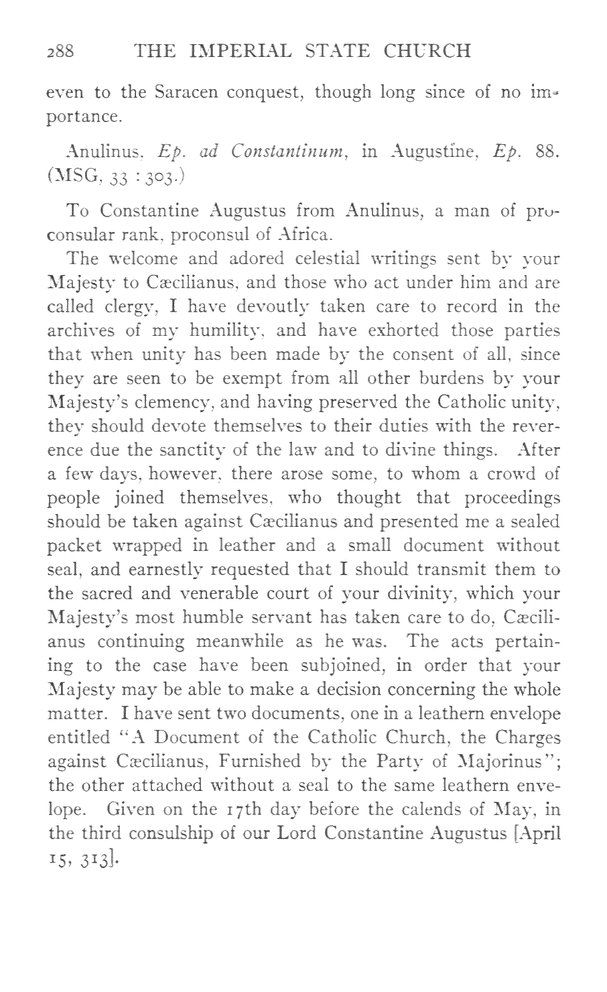 288 THE IMPERIAL STATE CHURCH
even to the Saracen conquest, though long since of no im-
portance.
Anulinus, Ep. ad Constantinum, in Augustine, Ep. 88.
(MSG, 33 : 303.)
To Constantine Augustus from Anulinus, a man of pro-
consular rank, proconsul of Africa.
The welcome and adored celestial writings sent by your
Majesty to Cæcilianus, and those who act under him and are
called clergy, I have devoutly taken care to record in the
archives of my humility, and have exhorted those parties
that when unity has been made by the consent of all, since
they are seen to be exempt from all other burdens by your
Majesty's clemency, and having preserved the Catholic unity,
they should devote themselves to their duties with the rever-
ence due the sanctity of the law and to divine things. After
a few days, however, there arose some, to whom a crowd of
people joined themselves, who thought that proceedings
should be taken against Cæcilianus and presented me a sealed
packet wrapped in leather and a small document without
seal, and earnestly requested that I should transmit them to
the sacred and venerable court of your divinity, which your
Majesty's most humble servant has taken care to do, Cæcili-
anus continuing meanwhile as he was. The acts pertain-
ing to the case have been subjoined, in order that your
Majesty may be able to make a decision concerning the whole
matter. I have sent two documents, one in a leathern envelope
entitled "A Document of the Catholic Church, the Charges
against Cæcilianus, Furnished by the Party of Majorinus";
the other attached without a seal to the same leathern enve-
lope. Given on the 17th day before the calends of May, in
the third consulship of our Lord Constantine Augustus [April
15, 313].